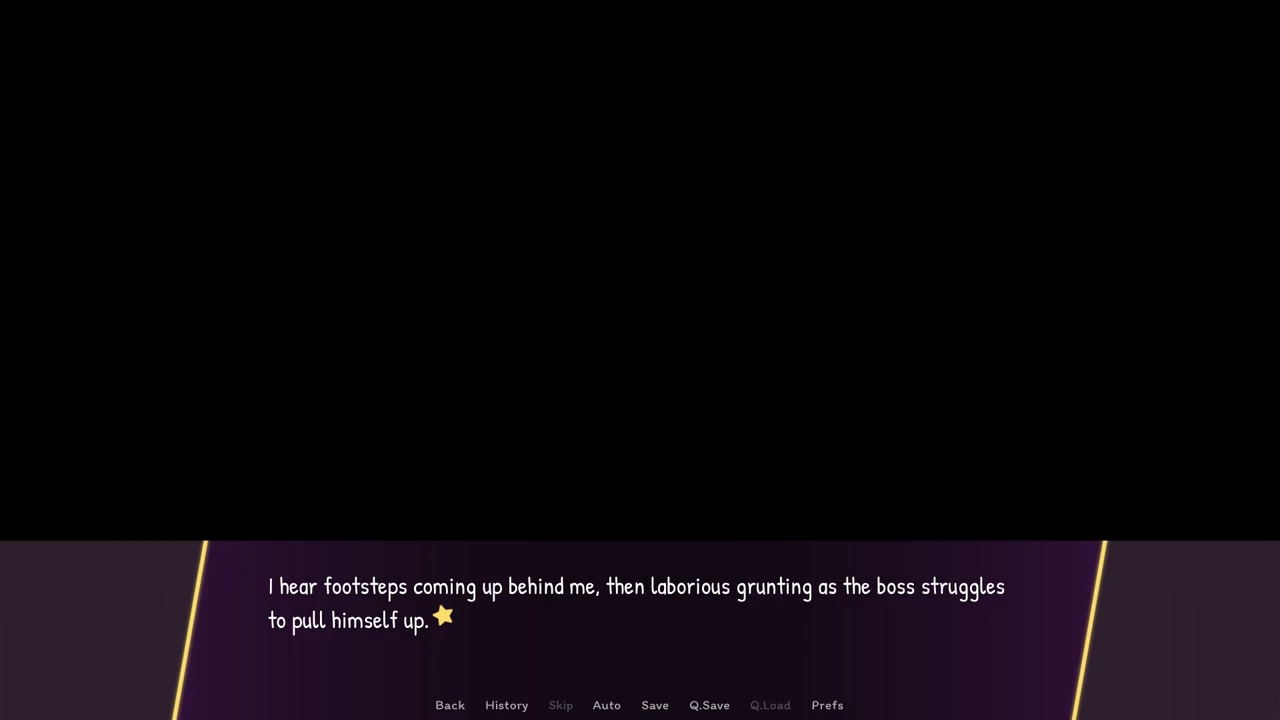 I hear footsteps coming up behind me, then laborious grunting as the boss struggles
to pull himself up.
Back History Skip Auto Save Q.Save Q.Load Prefs